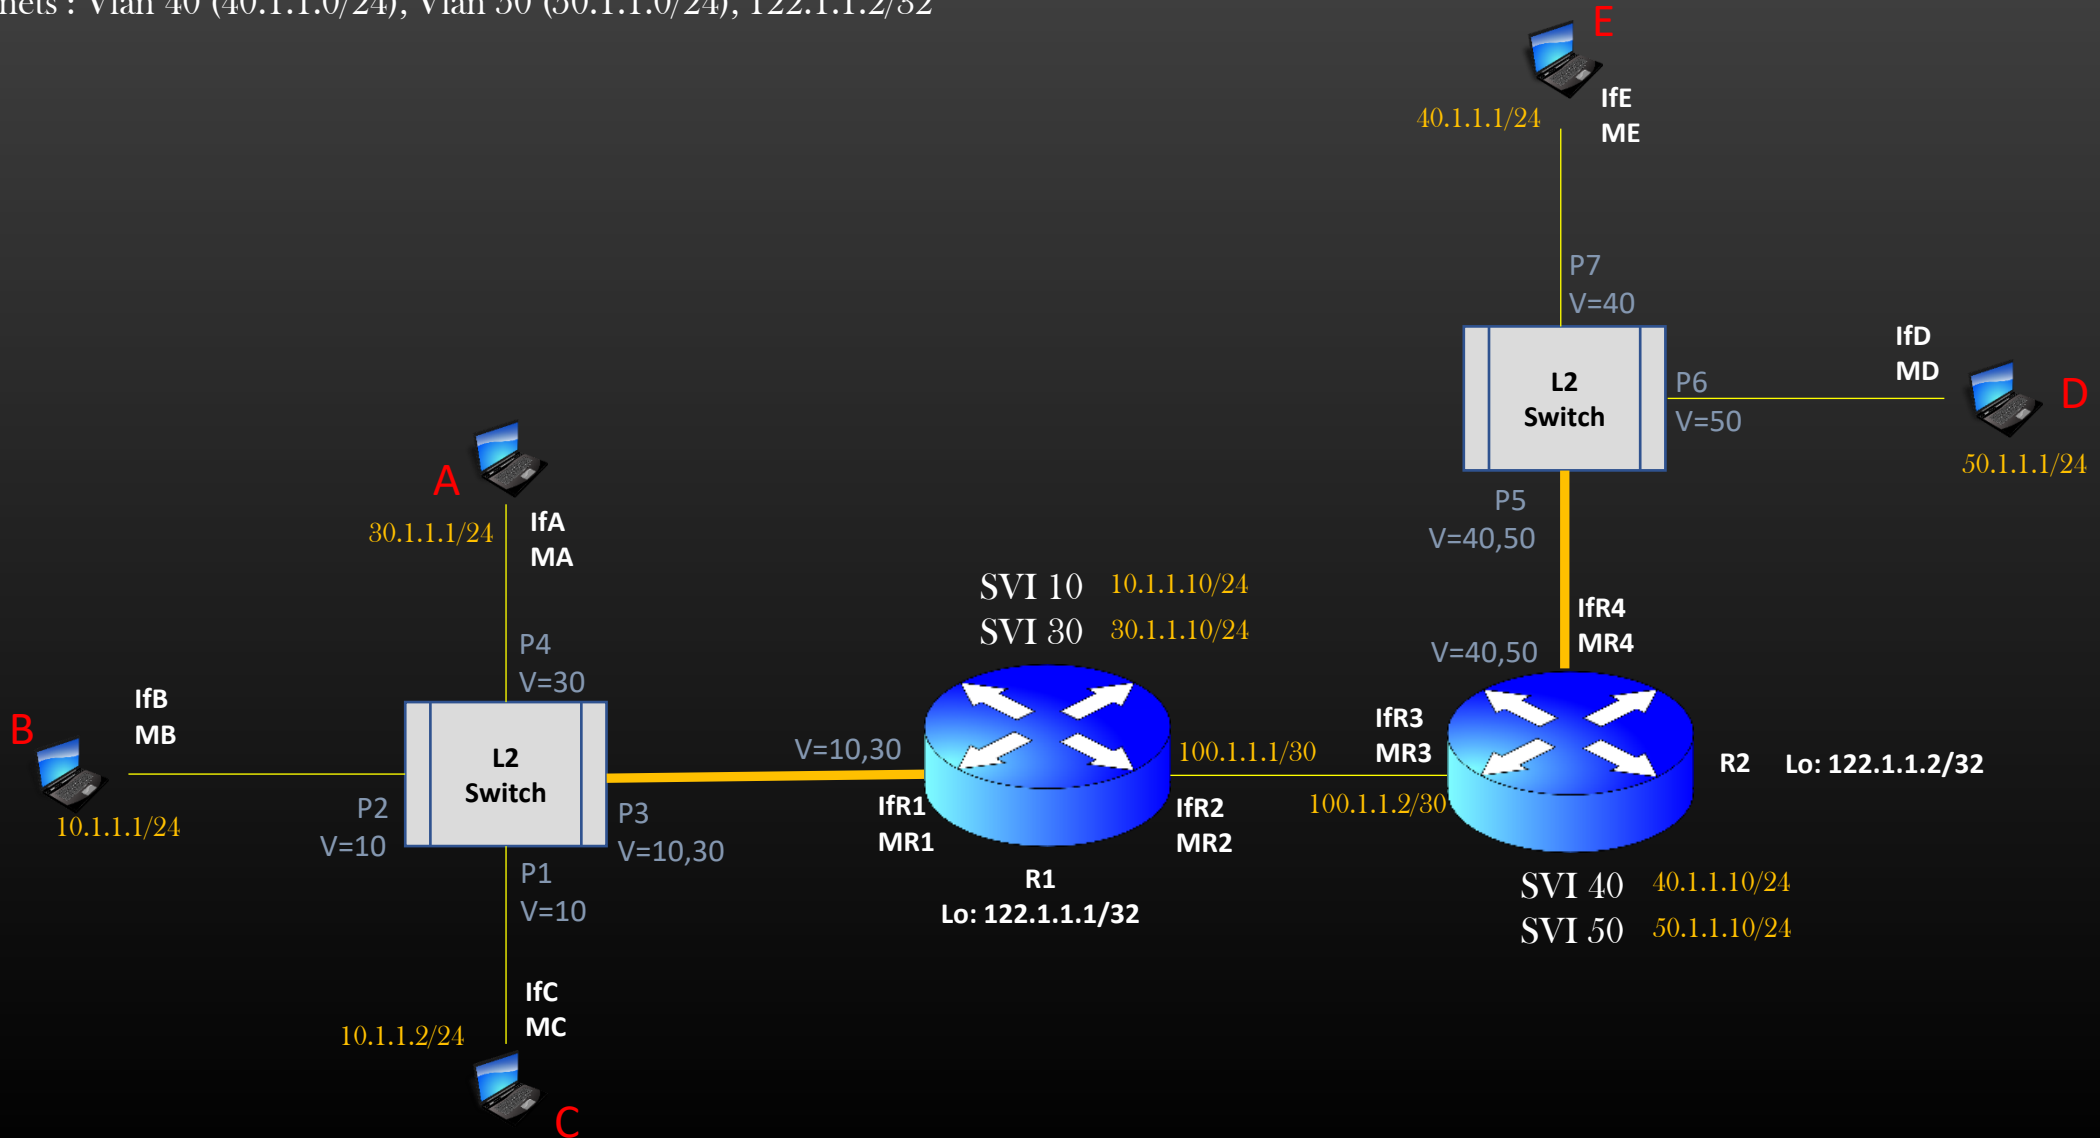 : Vlan 40 (40.1.1.0/24), Vlan 50 (50.1.1.0/24), 122.1.1.2/32
E
IfE
ME
40.1.1.1/24
P7
V=40
L2
Switch
IfD
MD
P6
V=50
D
50.1.1.1/24
P5
V=40,50
A
30.1.1.1/24
IfA
MA
SVI 10 10.1.1.10/24
SVI 30 30.1.1.10/24
IfR4
MR4
V=40,50
P4
V=30
IfB
MB
B
10.1.1.1/24
P2
V=10
L2
Switch
P3
V=10,30
V=10,30
IfR1
MR1
100.1.1.1/30
IfR2
MR2
IfR3
MR3
100.1.1.2/30
R2 Lo: 122.1.1.2/32
R1
Lo: 122.1.1.1/32
SVI 40 40.1.1.10/24
SVI 50 50.1.1.10/24
P1
V=10
IfC
MC
10.1.1.2/24
C